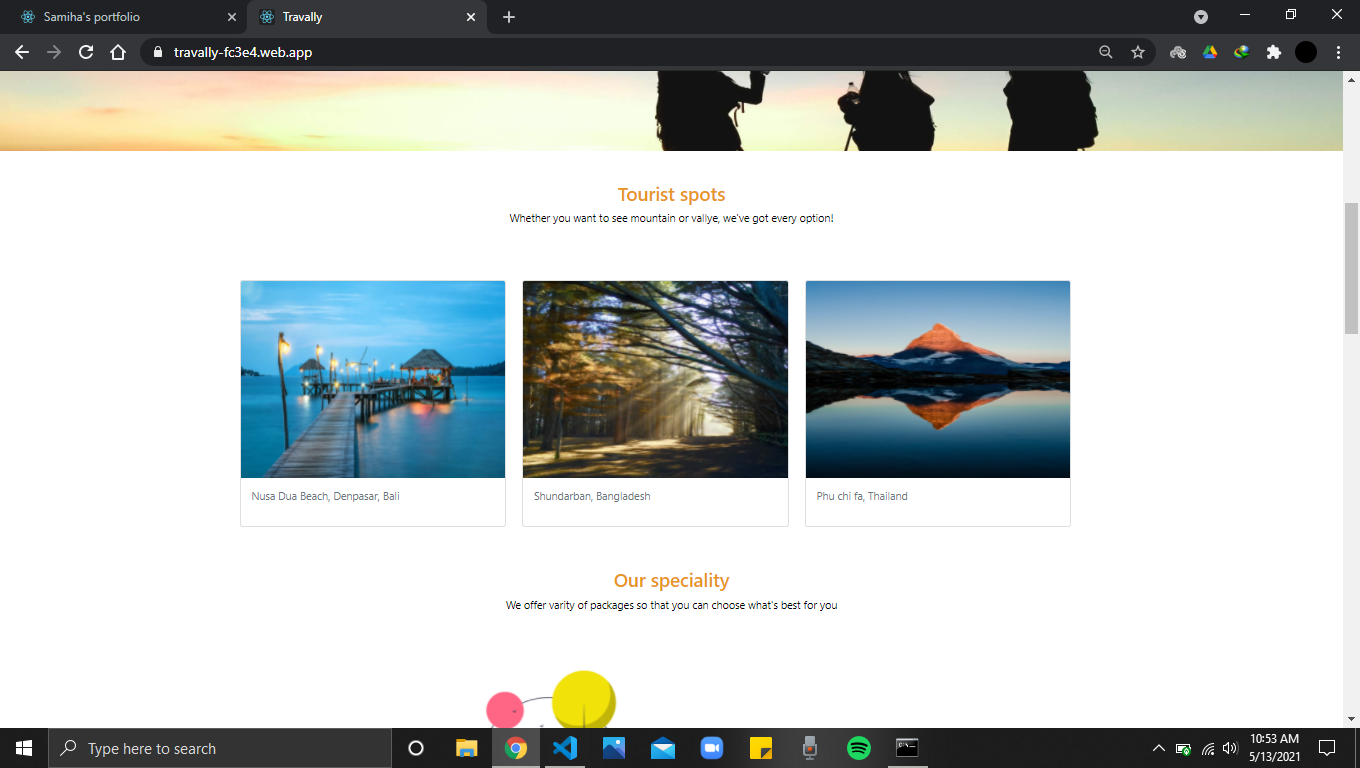 Samiha's portfolio
Travally
travally-fc3e4.web.app
Tourist spots
Whether you want to see mountain or vallye, we've got every option!
Nusa Dua Beach, Denpasar, Bali
Shundarban, Bangladesh
Phu chi fa, Thailand
Our speciality
We offer varity of packages so that you can choose what's best for you
Type here to search
10:53 AM
5/13/2021